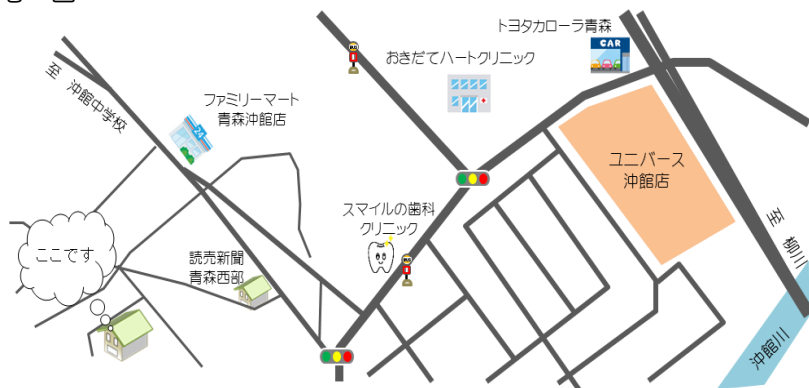 トヨタカローラ青森
CAR
おきだてハートクリニック
至 沖館中学校
ファミリーマート
青森沖館店
24
ユニバース
沖館店
スマイルの歯科
クリニック
ここです
読売新聞
青森西部
至 柳川
沖館川